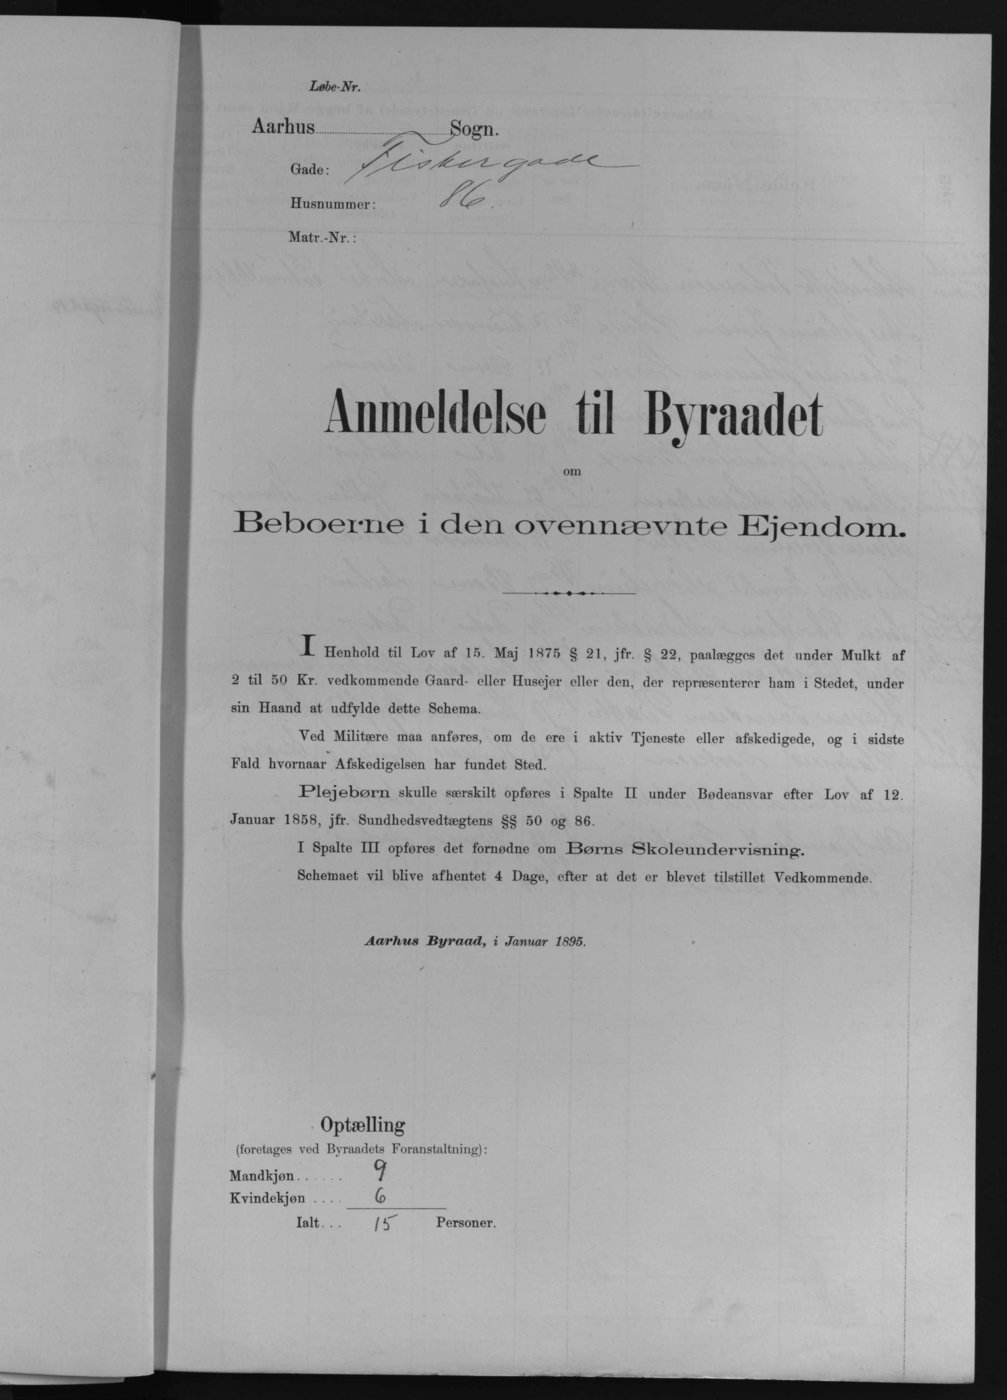 Løbe-Nr.
Aarhus Sogn.
Gade: Fiskergade
Husnummer: 86.
Matr.-Nr.:
Anmeldelse til Byraadet
om
Beboerne i den ovennævnte Ejendom.
I Henhold til Lov af 15. Maj 1875 § 21, jfr. § 22, paalægges det under Mulkt af
2 til 50 Kr. vedkommende Gaard- eller Husejer eller den, der repræsenterer ham i Stedet, under
sin Haand at udfylde dette Schema.
Ved Militære maa anføres, om de ere i aktiv Tjeneste eller afskedigede, og i sidste
Fald hvornaar Afskedigelsen har fundet Sted.
Plejebørn skulle særskilt opføres i Spalte II under Bødeansvar efter Lov af 12.
Januar 1858, jfr. Sundhedsvedtægtens §§ 50 og 86.
I Spalte III opføres det fornødne om Børns Skoleundervisning.
Schemaet vil blive afhentet 4 Dage, efter at det er blevet tilstillet Vedkommende.
Aarhus Byraad, i Januar 1895.
Optælling
(foretages ved Byraadets Foranstaltning):
Mandkjøn...... 9
Kvindekjøn .... 6
Ialt... 15 Personer.